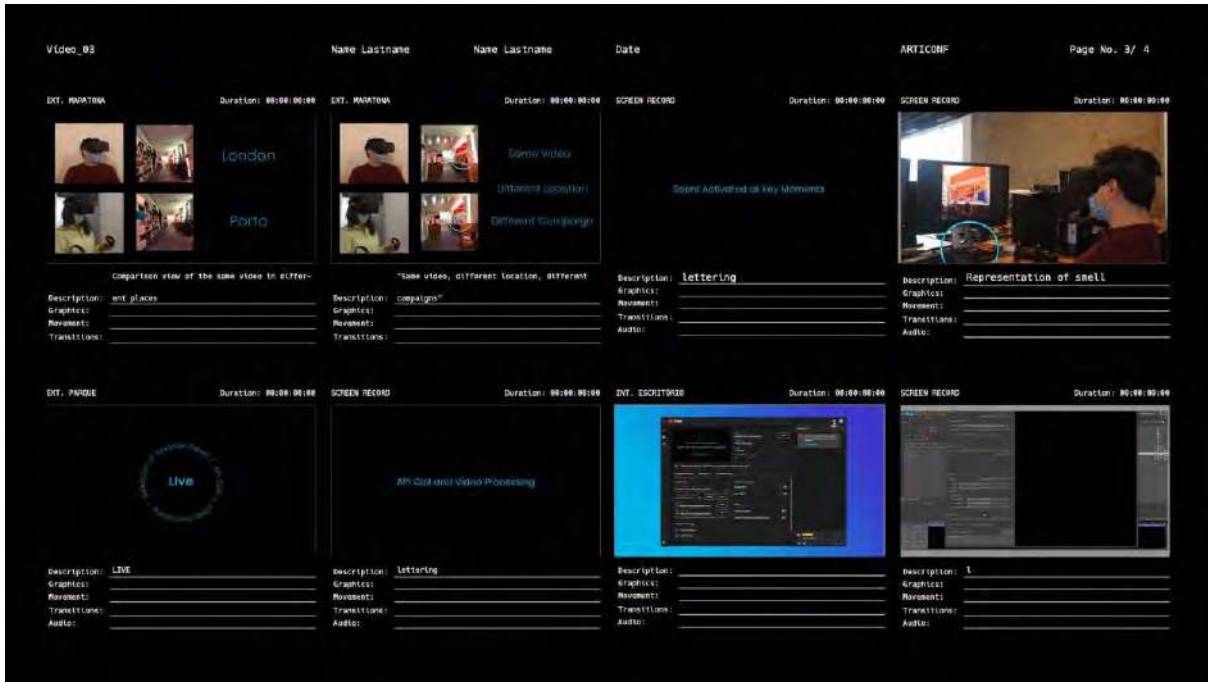 Video_03 Name Lastname Name Lastname Date ARTICONF Page No. 3/ 4
EXT. MARATONA Duration: 00:00:00:00
London
Porto
Comparison view of the same video in differ-
Description: ent places
Graphics:
Movement:
Transitions:
EXT. MARATONA Duration: 00:00:00:00
Same Video
Different Location
Different Campaign
"Same video, different location, different
Description: campaigns"
Graphics:
Movement:
Transitions:
SCREEN RECORD Duration: 00:00:00:00
Scent Activated at Key Moments
Description: lettering
Graphics:
Movement:
Transitions:
Audio:
SCREEN RECORD Duration: 00:00:00:00
Description: Representation of smell
Graphics:
Movement:
Transitions:
Audio:
EXT. PARQUE Duration: 00:00:00:00
Live
Description: LIVE
Graphics:
Movement:
Transitions:
Audio:
SCREEN RECORD Duration: 00:00:00:00
API Call and Video Processing
Description: lettering
Graphics:
Movement:
Transitions:
Audio:
INT. ESCRITÓRIO Duration: 00:00:00:00
Description:
Graphics:
Movement:
Transitions:
Audio:
SCREEN RECORD Duration: 00:00:00:00
Description: l
Graphics:
Movement:
Transitions:
Audio: